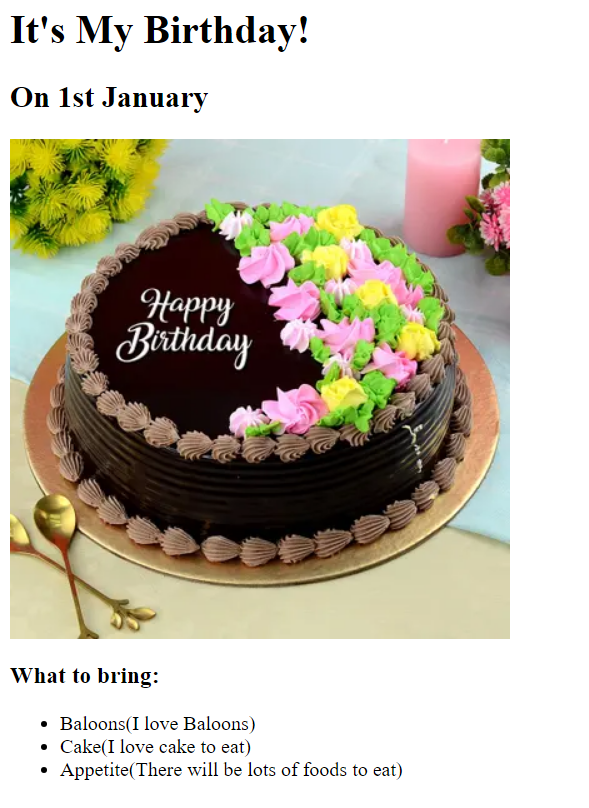 It's My Birthday!
On 1st January
Happy
Birthday
What to bring:
Baloons(I love Baloons)
Cake(I love cake to eat)
Appetite(There will be lots of foods to eat)